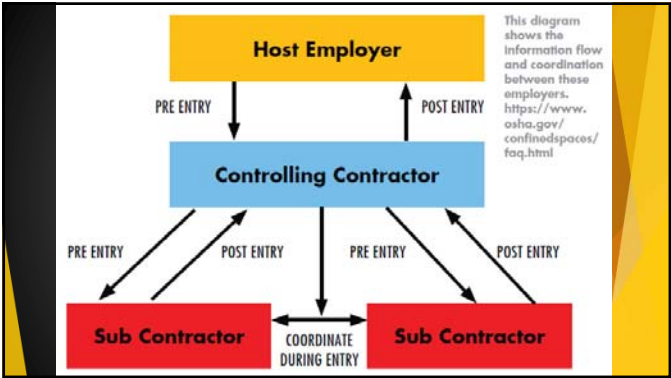 Host Employer
This diagram
shows the
information flow
and coordination
between these
employers.
https://www.
osha.gov/
confinedspaces/
faq.html
PRE ENTRY
POST ENTRY
Controlling Contractor
PRE ENTRY
POST ENTRY
PRE ENTRY
POST ENTRY
Sub Contractor
COORDINATE
DURING ENTRY
Sub Contractor